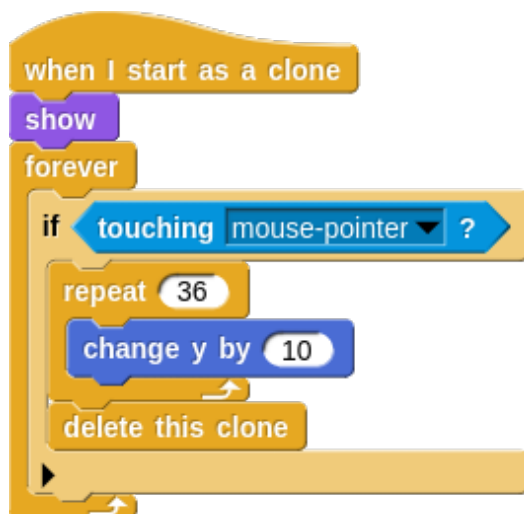 when I start as a clone
show
forever
if touching mouse-pointer ?
repeat 36
change y by 10
delete this clone